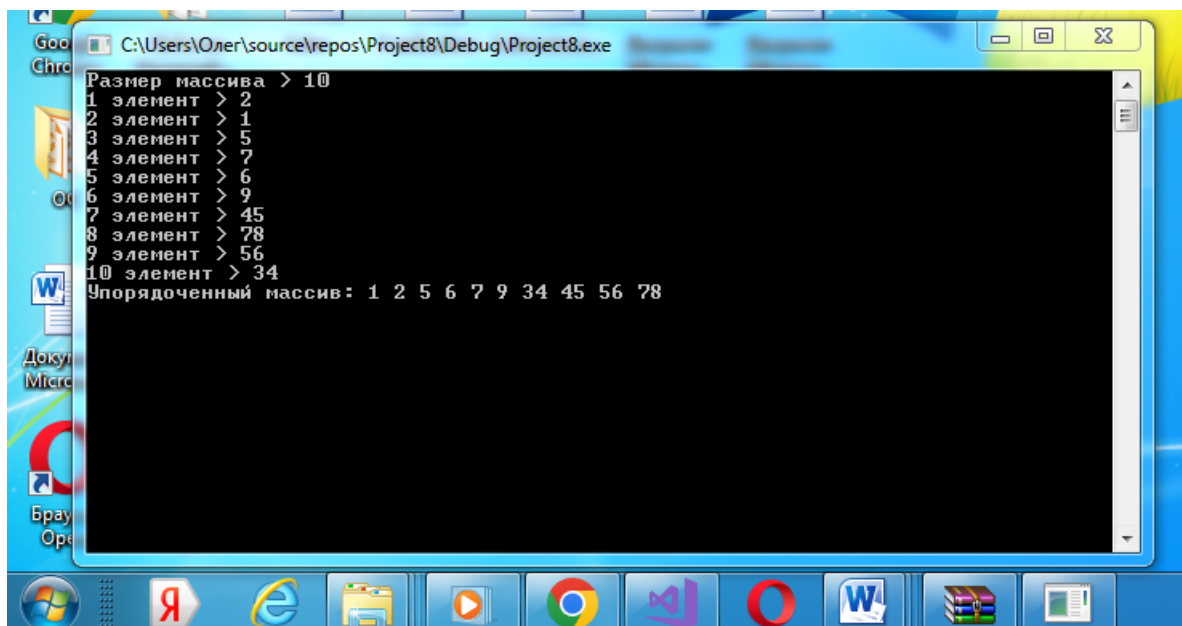 C:\Users\Олег\source\repos\Project8\Debug\Project8.exe
Размер массива > 10
1 элемент > 2
2 элемент > 1
3 элемент > 5
4 элемент > 7
5 элемент > 6
6 элемент > 9
7 элемент > 45
8 элемент > 78
9 элемент > 56
10 элемент > 34
Упорядоченный массив: 1 2 5 6 7 9 34 45 56 78